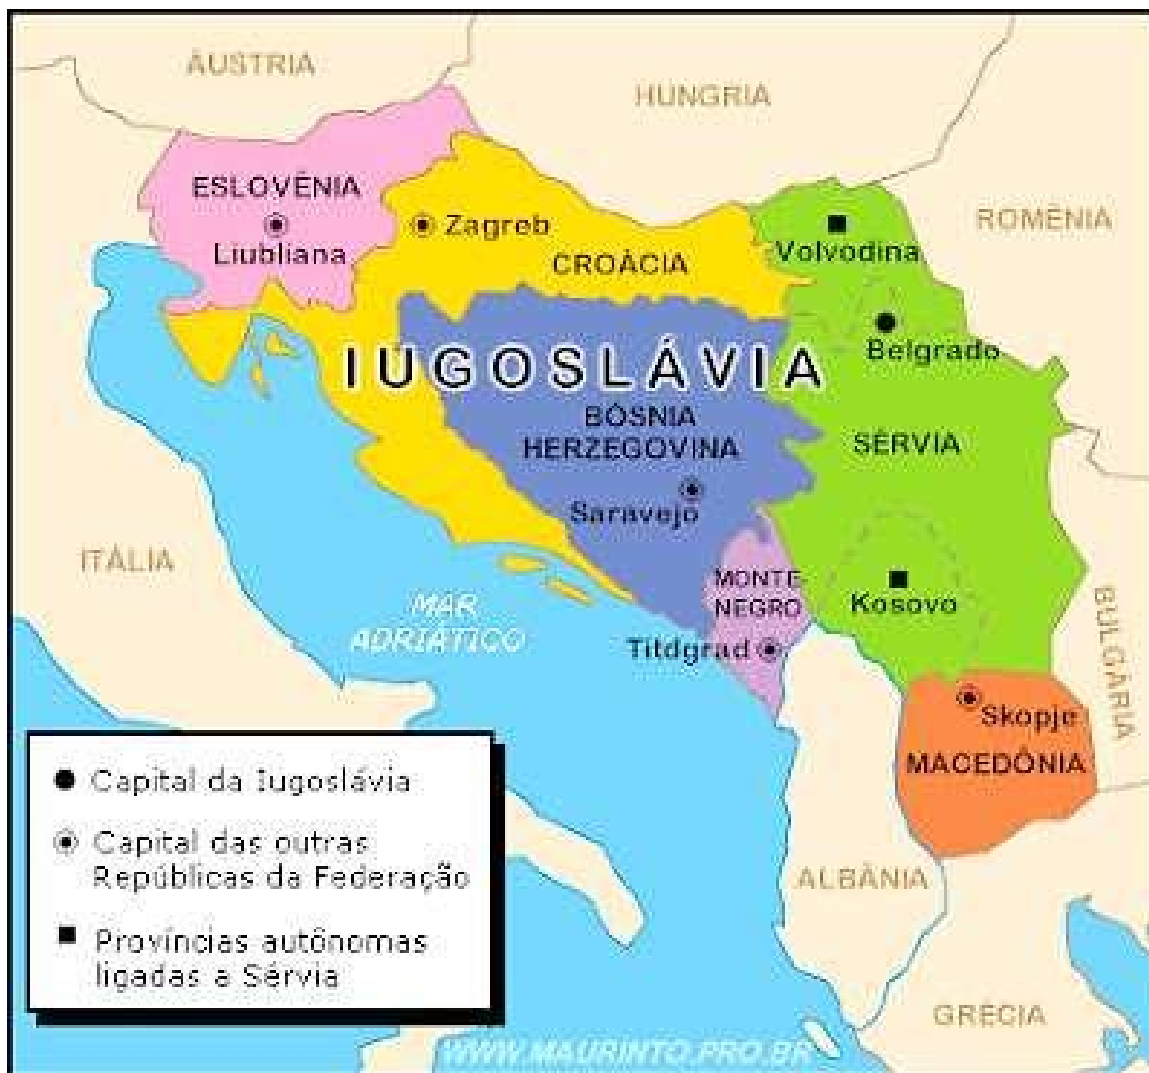 ÁUSTRIA
HUNGRIA
ESLOVÊNIA
Liubliana
Zagreb
CROÁCIA
Volvodina
ROMÊNIA
Belgrado
IUGOSLÁVIA
BÓSNIA
HERZEGOVINA
SÉRVIA
Saravejo
ITÁLIA
MAR
ADRIÁTICO
MONTE
NEGRO
Kosovo
BULGÁRIA
Titdgrad
Skopje
MACEDÔNIA
ALBÂNIA
GRÉCIA
Capital da Iugoslávia
Capital das outras
Repúblicas da Federação
Províncias autônomas
ligadas a Sérvia
WWW.MAURINTO.PRO.BR